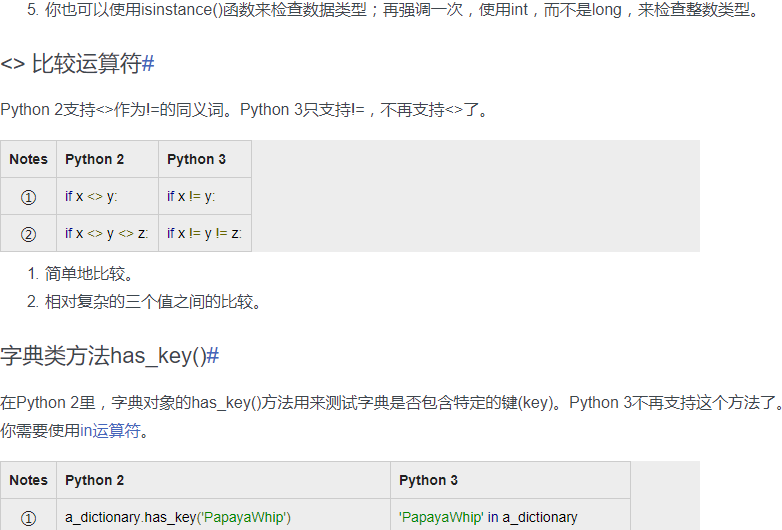 5. 你也可以使用isinstance()函数来检查数据类型；再强调一次，使用int，而不是long，来检查整数类型。
<> 比较运算符#
Python 2支持<>作为!=的同义词。Python 3只支持!=，不再支持<>了。
Notes Python 2 Python 3
① if x <> y: if x != y:
② if x <> y <> z: if x != y != z:
1. 简单地比较。
2. 相对复杂的三个值之间的比较。
字典类方法has_key()#
在Python 2里，字典对象的has_key()方法用来测试字典是否包含特定的键(key)。Python 3不再支持这个方法了。
你需要使用in运算符。
Notes Python 2 Python 3
① a_dictionary.has_key('PapayaWhip') 'PapayaWhip' in a_dictionary